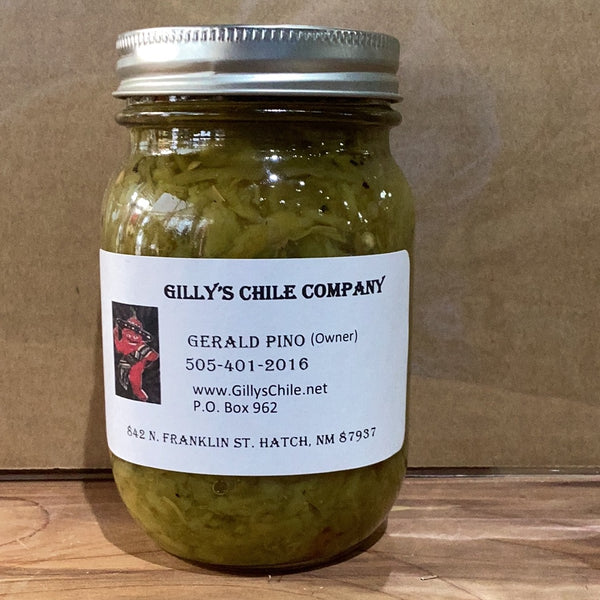 GILLY'S CHILE COMPANY
GERALD PINO (Owner)
505-401-2016
www.GillysChile.net
P.O. Box 962
842 N. FRANKLIN ST. HATCH, NM 87937